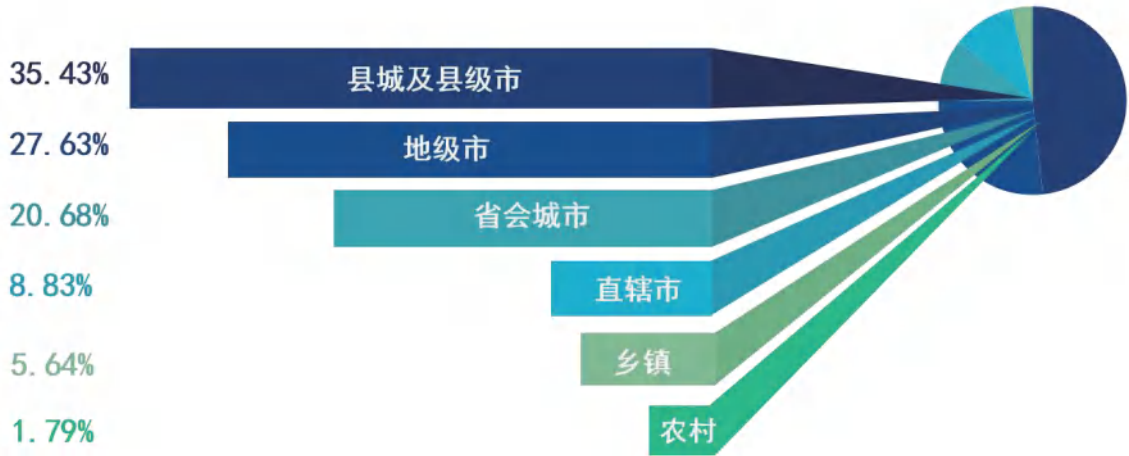 35.43% 县城及县级市
27.63% 地级市
20.68% 省会城市
8.83% 直辖市
5.64% 乡镇
1.79% 农村